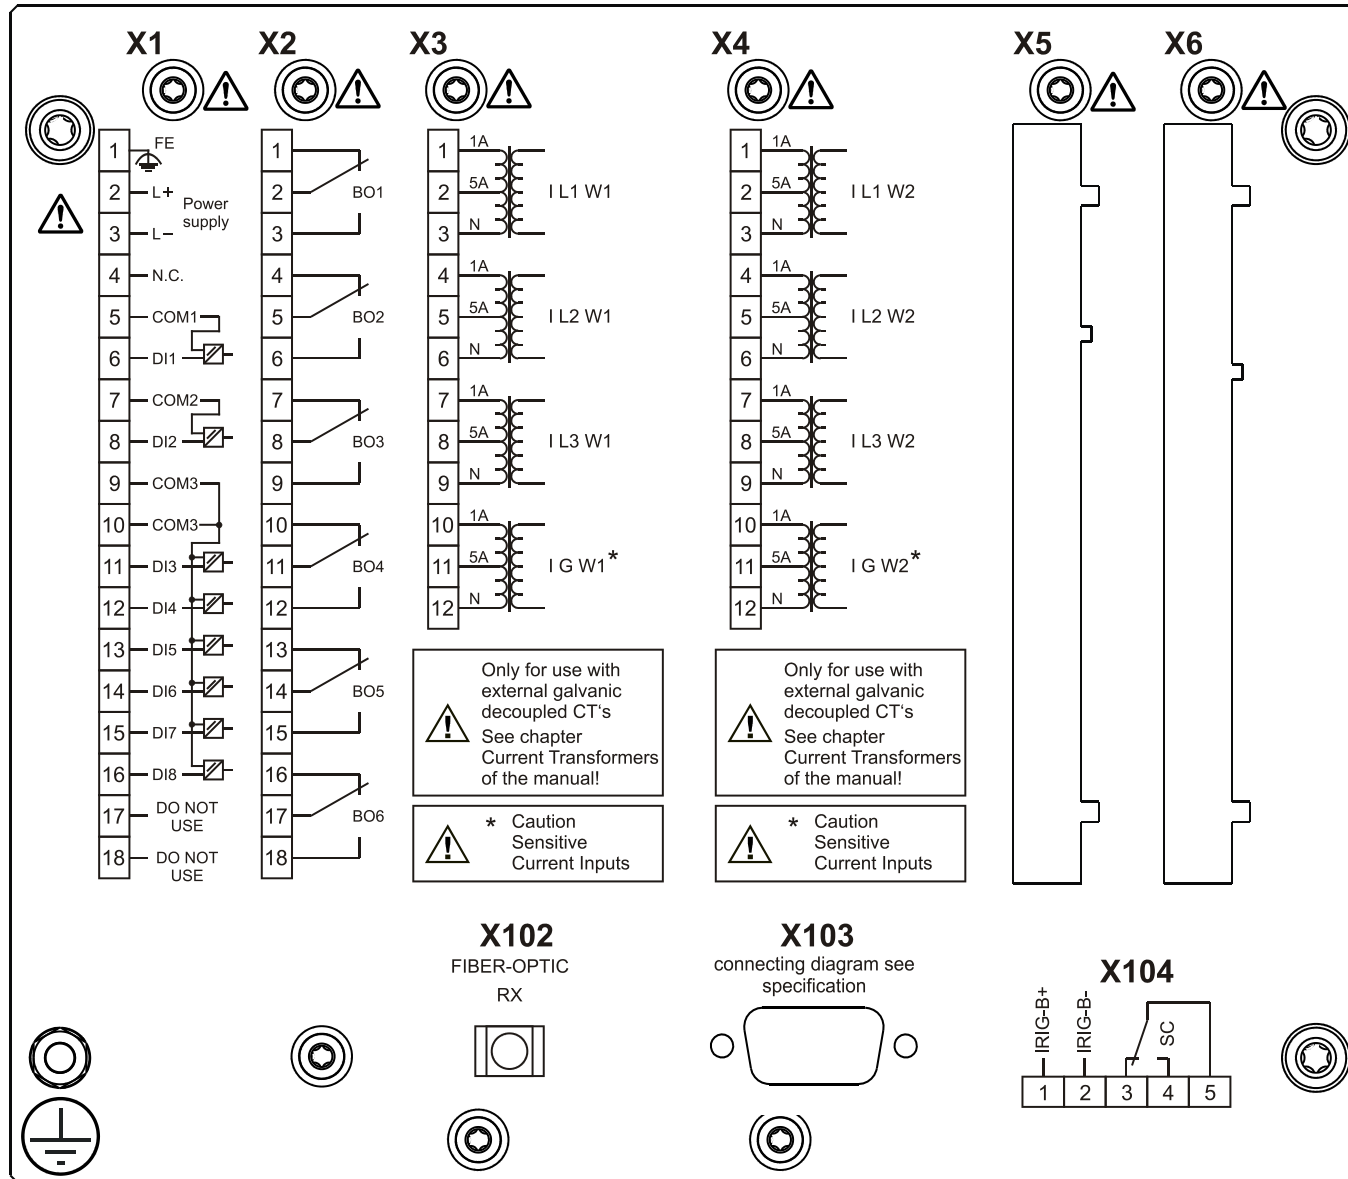 X1
X2
X3
X4
X5
X6
1
FE
2
L+
Power
supply
3
L-
4
N.C.
5
COM1
6
DI1
7
COM2
8
DI2
9
COM3
10
COM3
11
DI3
12
DI4
13
DI5
14
DI6
15
DI7
16
DI8
17
DO NOT
USE
18
DO NOT
USE
1
2
BO1
3
4
5
BO2
6
7
8
BO3
9
10
11
BO4
12
13
14
BO5
15
16
17
BO6
18
1
1A
2
5A
I L1 W1
3
N
4
1A
5
5A
I L2 W1
6
N
7
1A
8
5A
I L3 W1
9
N
10
1A
11
5A
I G W1*
12
N
Only for use with
external galvanic
decoupled CT‘s
See chapter
Current Transformers
of the manual!
* Caution
Sensitive
Current Inputs
1
1A
2
5A
I L1 W2
3
N
4
1A
5
5A
I L2 W2
6
N
7
1A
8
5A
I L3 W2
9
N
10
1A
11
5A
I G W2*
12
N
Only for use with
external galvanic
decoupled CT‘s
See chapter
Current Transformers
of the manual!
* Caution
Sensitive
Current Inputs
X102
FIBER-OPTIC
RX
X103
connecting diagram see
specification
X104
IRIG-B+
IRIG-B-
SC
1 2 3 4 5